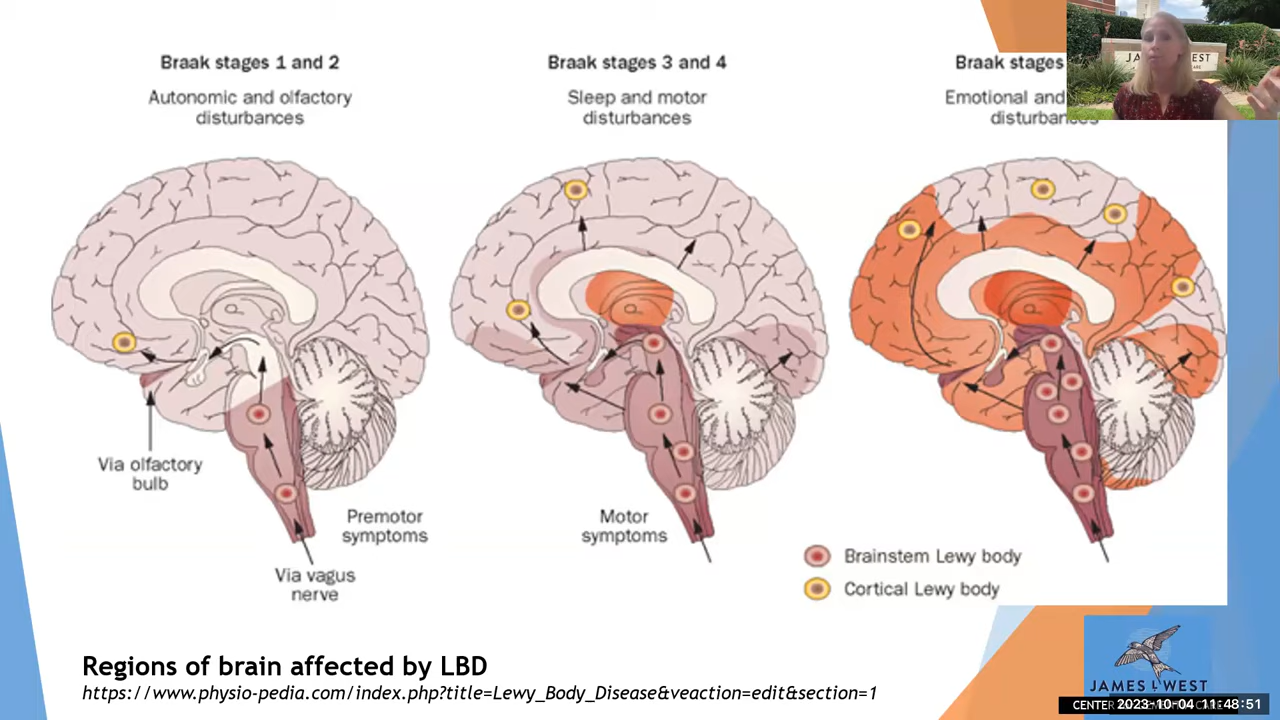 Braak stages 1 and 2
Autonomic and olfactory
disturbances
Braak stages 3 and 4
Sleep and motor
disturbances
Braak stages
Emotional and
disturbances
Via olfactory
bulb
Premotor
symptoms
Via vagus
nerve
Motor
symptoms
Brainstem Lewy body
Cortical Lewy body
Regions of brain affected by LBD
https://www.physio-pedia.com/index.php?title=Lewy_Body_Disease&veaction=edit&section=1
JAMES L WEST
CENTER
2023-10-04 11:48:51